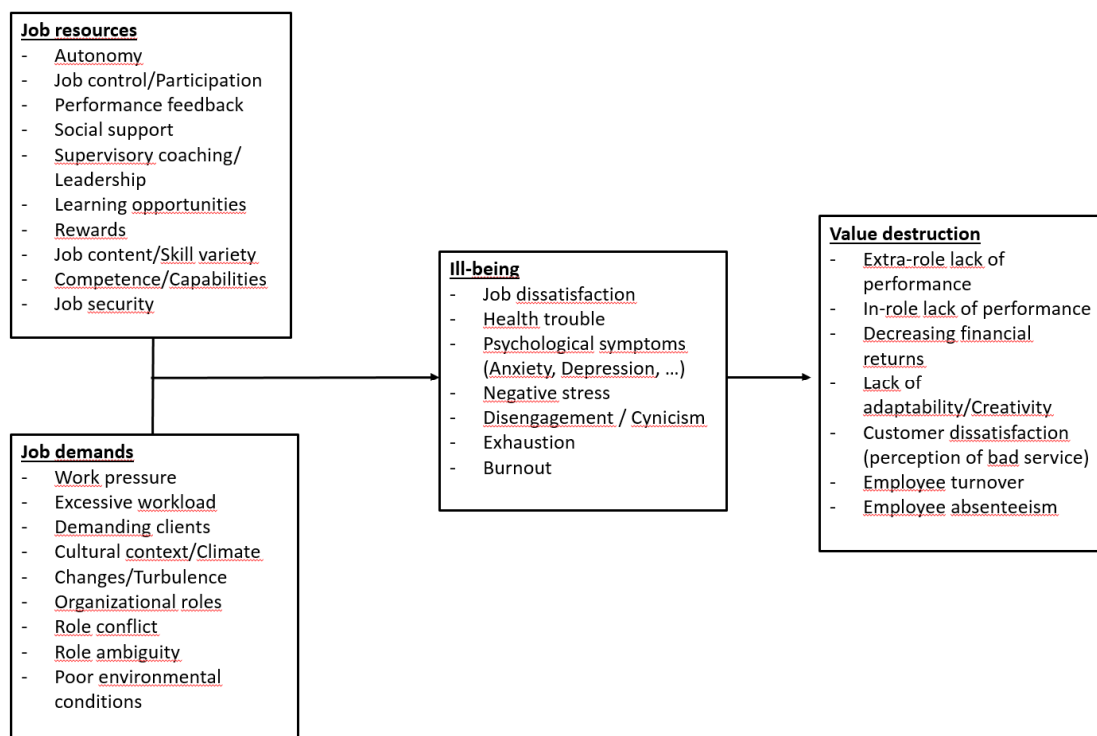 Job resources
- Autonomy
- Job control/Participation
- Performance feedback
- Social support
- Supervisory coaching/
Leadership
- Learning opportunities
- Rewards
- Job content/Skill variety
- Competence/Capabilities
- Job security
Job demands
- Work pressure
- Excessive workload
- Demanding clients
- Cultural context/Climate
- Changes/Turbulence
- Organizational roles
- Role conflict
- Role ambiguity
- Poor environmental
conditions
Ill-being
- Job dissatisfaction
- Health trouble
- Psychological symptoms
(Anxiety, Depression, ...)
- Negative stress
- Disengagement / Cynicism
- Exhaustion
- Burnout
Value destruction
- Extra-role lack of
performance
- In-role lack of performance
- Decreasing financial
returns
- Lack of
adaptability/Creativity
- Customer dissatisfaction
(perception of bad service)
- Employee turnover
- Employee absenteeism